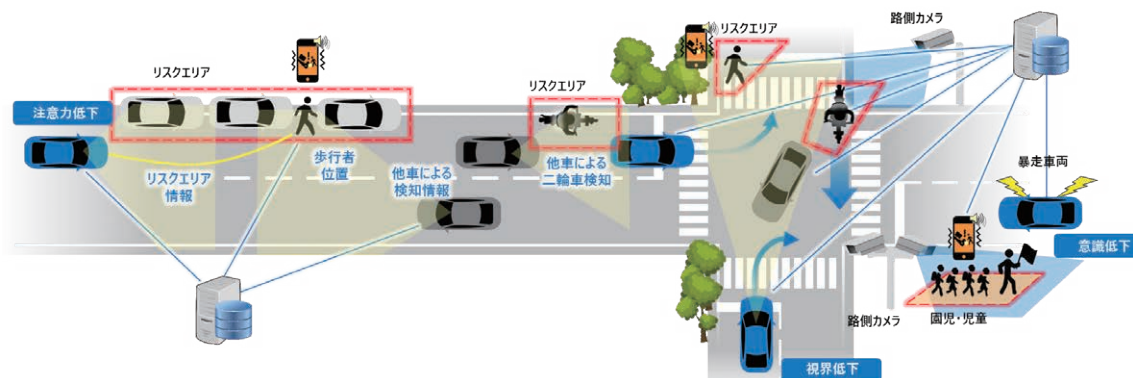 リスクエリア
路側カメラ
リスクエリア
リスクエリア
注意力低下
歩行者
位置
リスクエリア
情報
他車による
検知情報
他車による
二輪車検知
暴走車両
意識低下
路側カメラ
園児・児童
視界低下